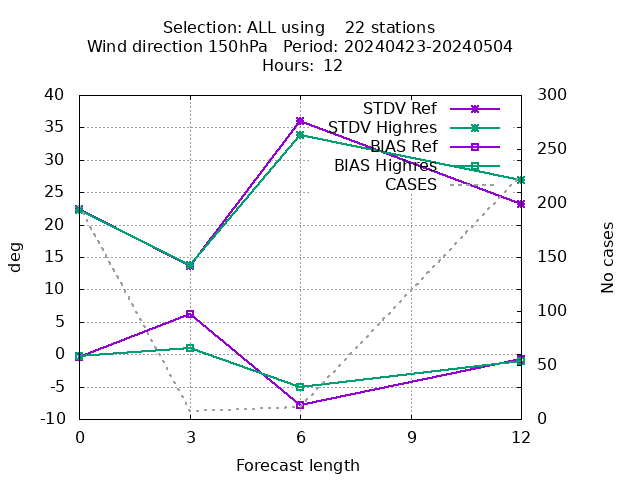 Selection: ALL using    22 stations
Wind direction 150hPa   Period: 20240423-20240504
Hours:  12
40
35
30
25
20
15
10
5
0
-5
-10
300
250
200
150
100
50
0
STDV Ref
STDV Highres
BIAS Ref
BIAS Highres
CASES
deg
No cases
0
3
6
9
12
Forecast length